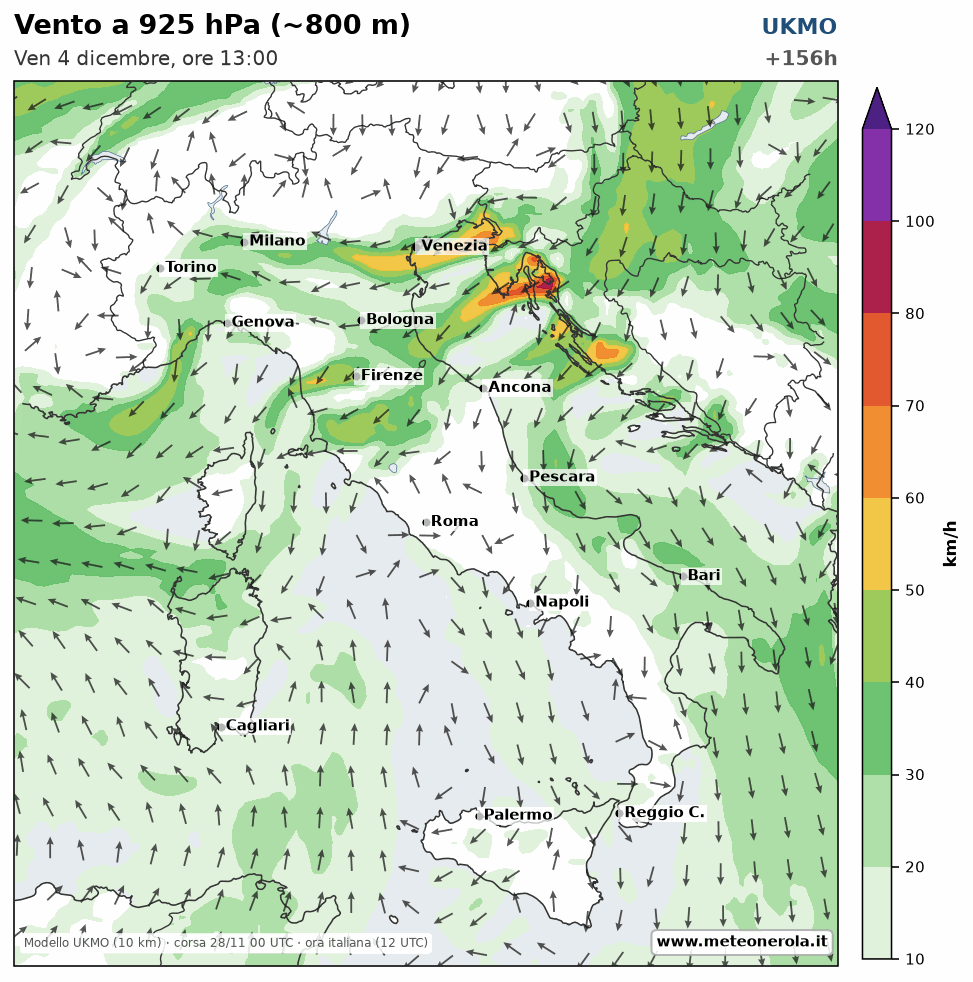 Vento a 925 hPa (~800 m)
UKMO
Ven 4 dicembre, ore 13:00
+156h
Milano
Venezia
Torino
Genova
Bologna
Firenze
Ancona
Pescara
Roma
Bari
Napoli
Cagliari
Palermo
Reggio C.
120
100
80
70
60
50
40
30
20
10
km/h
Modello UKMO (10 km) · corsa 28/11 00 UTC · ora italiana (12 UTC)
www.meteonerola.it